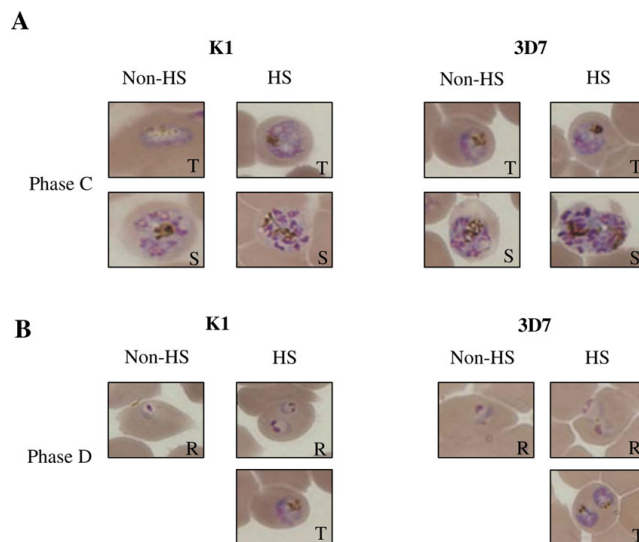 A
K1 3D7
Non-HS HS Non-HS HS
T T T T
Phase C
S S S S
B
K1 3D7
Non-HS HS Non-HS HS
R R R R
Phase D
T T